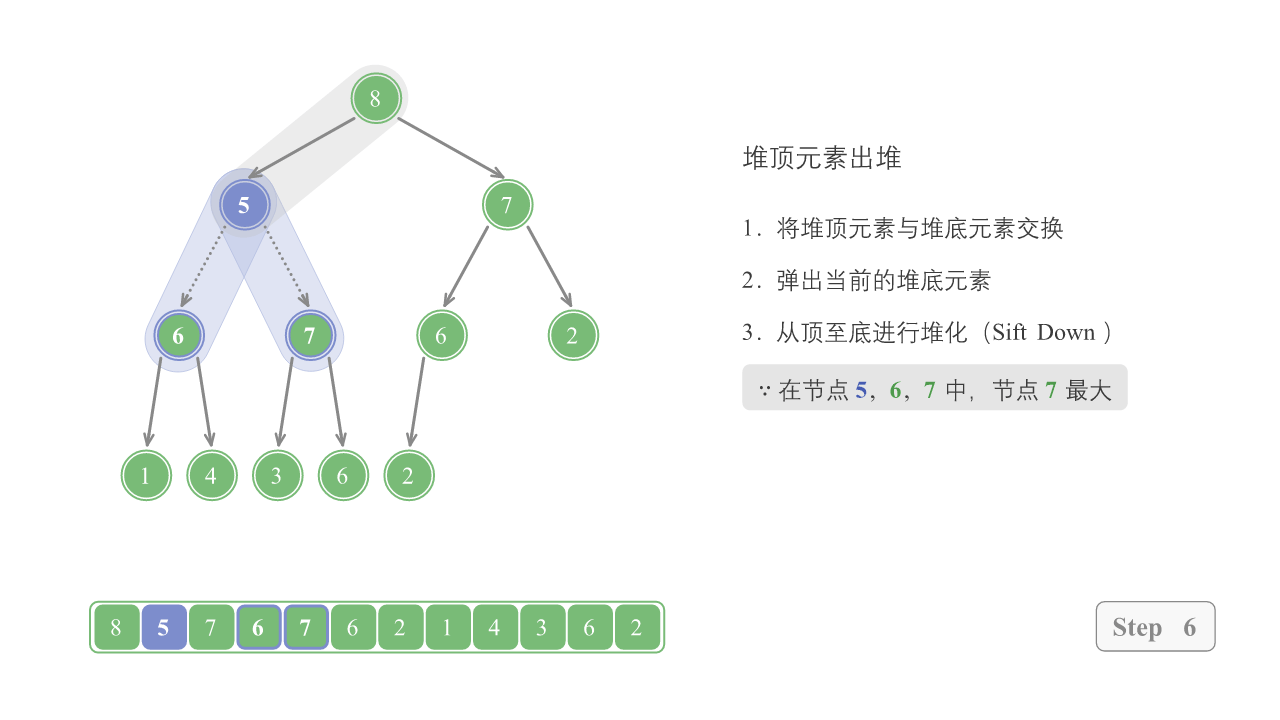 8
堆顶元素出堆
5
7
1. 将堆顶元素与堆底元素交换
2. 弹出当前的堆底元素
6 7 6 2
3. 从顶至底进行堆化（Sift Down）
∵ 在节点 5, 6, 7 中, 节点 7 最大
1 4 3 6 2
8 5 7 6 7 6 2 1 4 3 6 2
Step 6